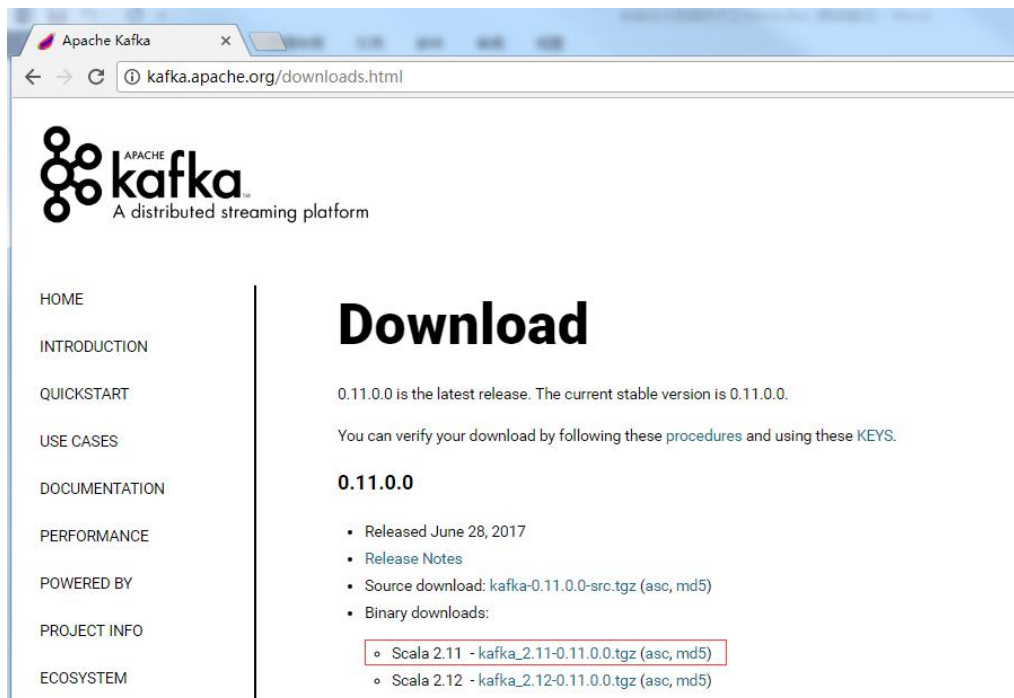 Apache Kafka
kafka.apache.org/downloads.html
APACHE
kafka™
A distributed streaming platform
HOME
INTRODUCTION
QUICKSTART
USE CASES
DOCUMENTATION
PERFORMANCE
POWERED BY
PROJECT INFO
ECOSYSTEM
Download
0.11.0.0 is the latest release. The current stable version is 0.11.0.0.
You can verify your download by following these procedures and using these KEYS.
0.11.0.0
• Released June 28, 2017
• Release Notes
• Source download: kafka-0.11.0.0-src.tgz (asc, md5)
• Binary downloads:
◦ Scala 2.11 - kafka_2.11-0.11.0.0.tgz (asc, md5)
◦ Scala 2.12 - kafka_2.12-0.11.0.0.tgz (asc, md5)